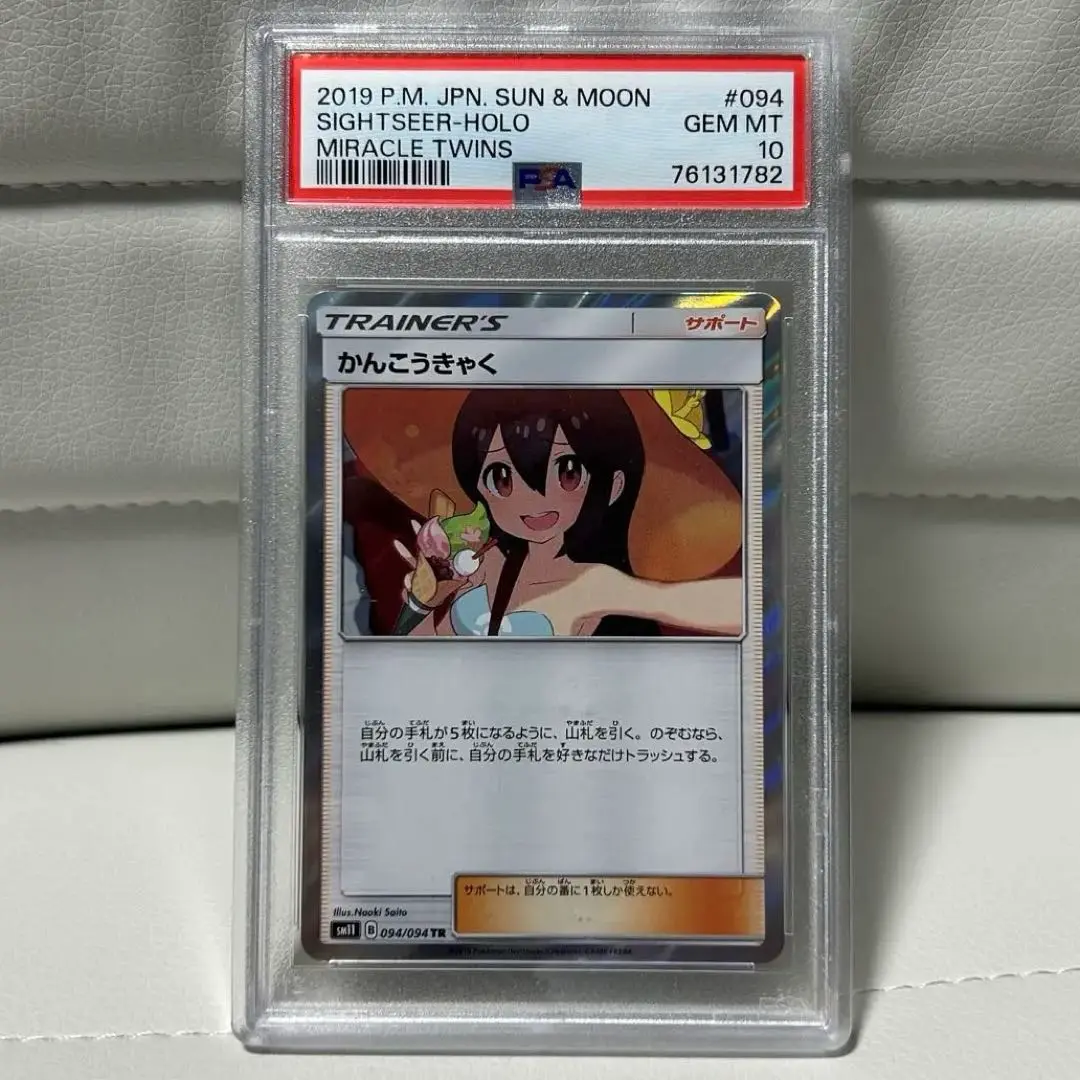 2019 P.M. JPN. SUN & MOON #094
SIGHTSEER-HOLO GEM MT
MIRACLE TWINS 10
PSA 76131782
TRAINER'S サポート
かんこうきゃく
自分の手札が5枚になるように、山札を引く。のぞむなら、
山札を引く前に、自分の手札を好きなだけトラッシュする。
サポートは、自分の番に1枚しか使えない。
Illus.Naoki Saito
sm11 B 094/094 TR